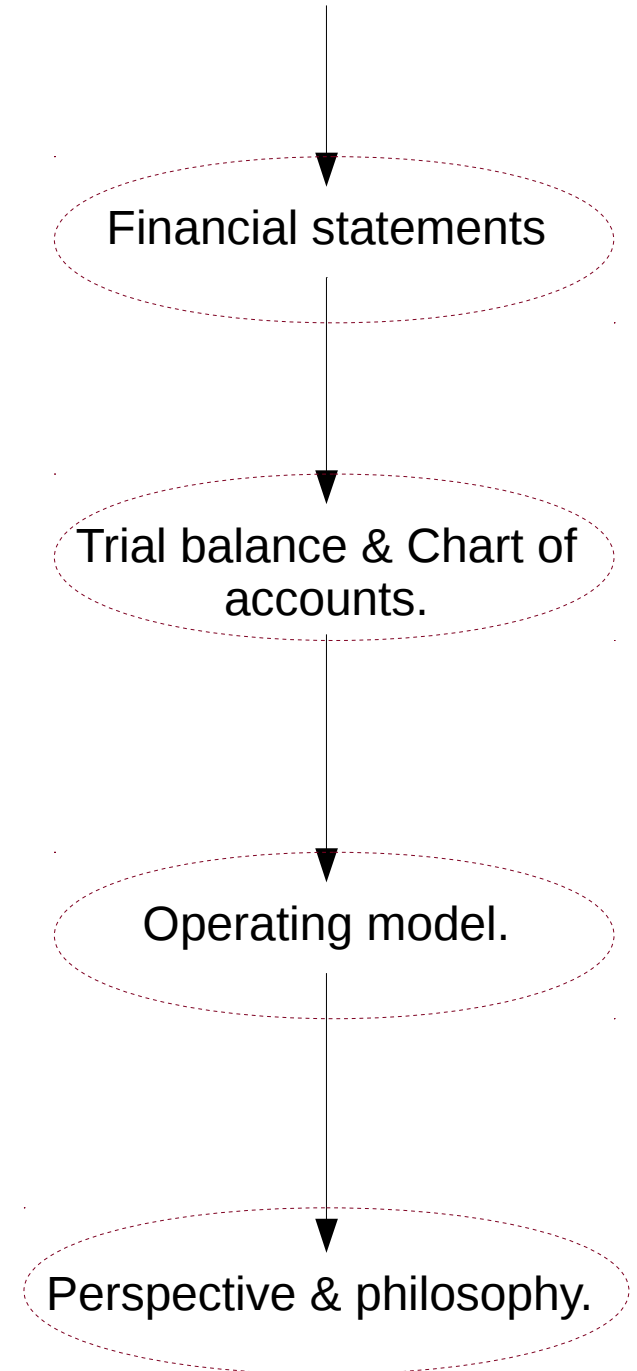 Financial statements
Trial balance & Chart of
accounts.
Operating model.
Perspective & philosophy.